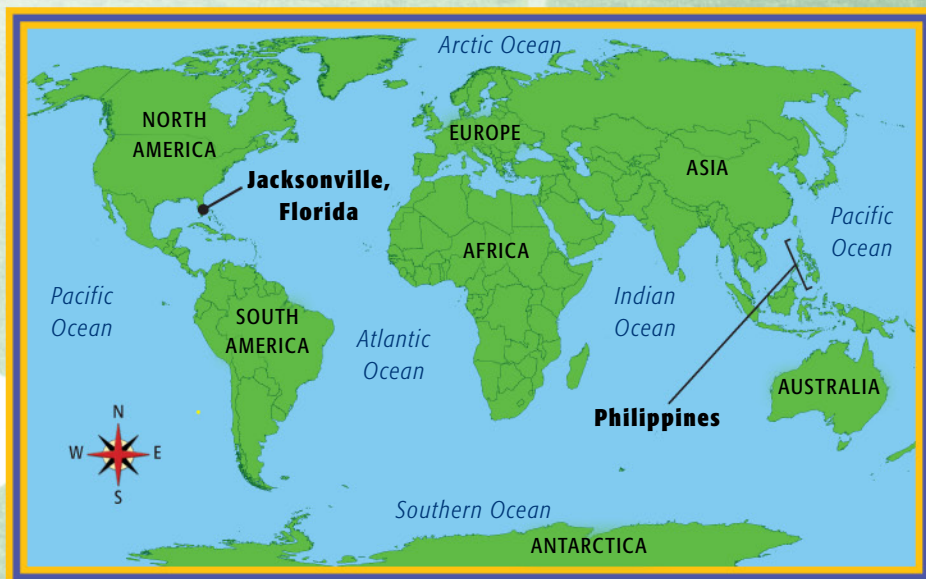 Arctic Ocean
NORTH
AMERICA
EUROPE
ASIA
Jacksonville,
Florida
Pacific
Ocean
AFRICA
Pacific
Ocean
SOUTH
AMERICA
Atlantic
Ocean
Indian
Ocean
AUSTRALIA
Philippines
N
W
E
S
Southern Ocean
ANTARCTICA